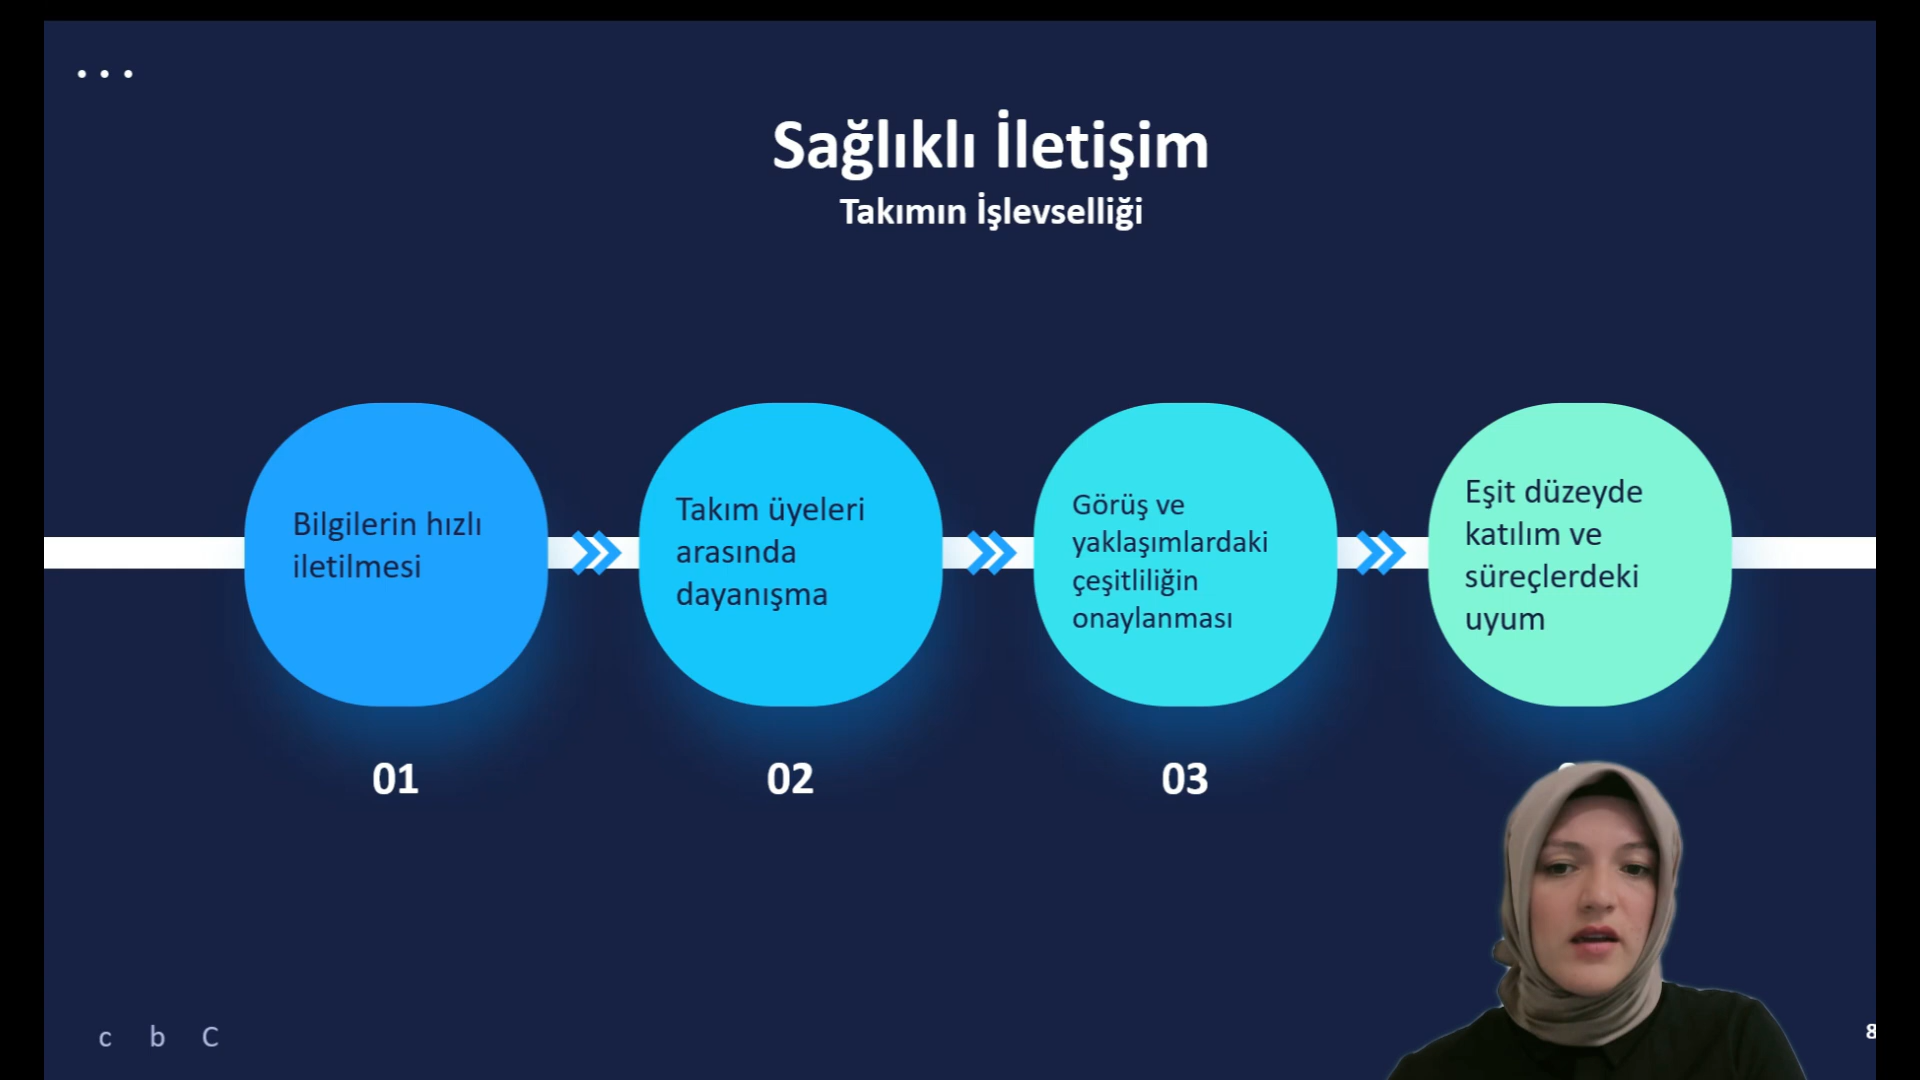 Sağlıklı İletişim
Takımın İşlevselliği
Bilgilerin hızlı
iletilmesi
Takım üyeleri
arasında
dayanışma
Görüş ve
yaklaşımlardaki
çeşitliliğin
onaylanması
Eşit düzeyde
katılım ve
süreçlerdeki
uyum
01
02
03
c b C
8